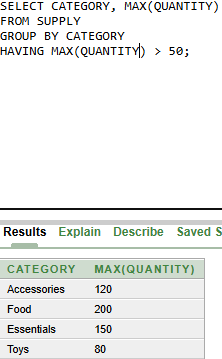 SELECT CATEGORY, MAX(QUANTITY)
FROM SUPPLY
GROUP BY CATEGORY
HAVING MAX(QUANTITY) > 50;
Results Explain Describe Saved S
CATEGORY MAX(QUANTITY)
Accessories 120
Food 200
Essentials 150
Toys 80